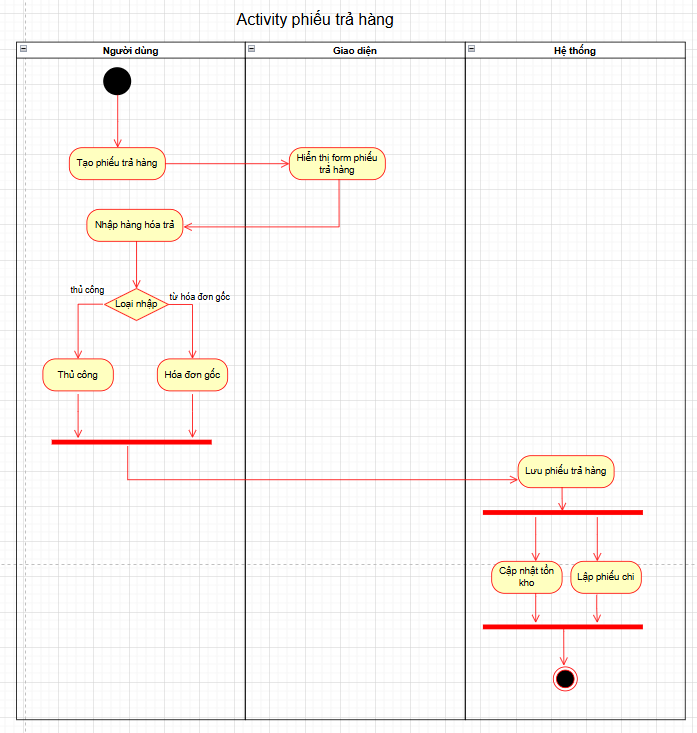 Activity phiếu trả hàng
Người dùng
Giao diện
Hệ thống
Tạo phiếu trả hàng
Hiển thị form phiếu
trả hàng
Nhập hàng hóa trả
thủ công
từ hóa đơn gốc
Loại nhập
Thủ công
Hóa đơn gốc
Lưu phiếu trả hàng
Cập nhật tồn
kho
Lập phiếu chi